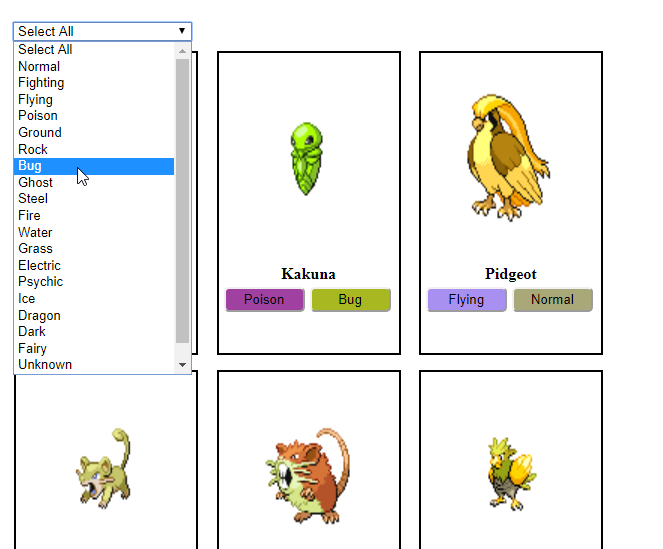 Select All
Select All
Normal
Fighting
Flying
Poison
Ground
Rock
Bug
Ghost
Steel
Fire
Water
Grass
Electric
Psychic
Ice
Dragon
Dark
Fairy
Unknown
Kakuna
Poison Bug
Pidgeot
Flying Normal